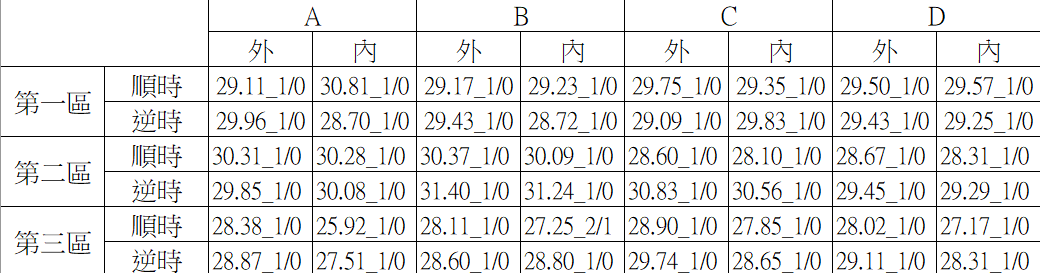 A B C D
外 內 外 內 外 內 外 內
第一區 順時 29.11_1/0 30.81_1/0 29.17_1/0 29.23_1/0 29.75_1/0 29.35_1/0 29.50_1/0 29.57_1/0
逆時 29.96_1/0 28.70_1/0 29.43_1/0 28.72_1/0 29.09_1/0 29.83_1/0 29.43_1/0 29.25_1/0
第二區 順時 30.31_1/0 30.28_1/0 30.37_1/0 30.09_1/0 28.60_1/0 28.10_1/0 28.67_1/0 28.31_1/0
逆時 29.85_1/0 30.08_1/0 31.40_1/0 31.24_1/0 30.83_1/0 30.56_1/0 29.45_1/0 29.29_1/0
第三區 順時 28.38_1/0 25.92_1/0 28.11_1/0 27.25_2/1 28.90_1/0 27.85_1/0 28.02_1/0 27.17_1/0
逆時 28.87_1/0 27.51_1/0 28.60_1/0 28.80_1/0 29.74_1/0 28.65_1/0 29.11_1/0 28.31_1/0